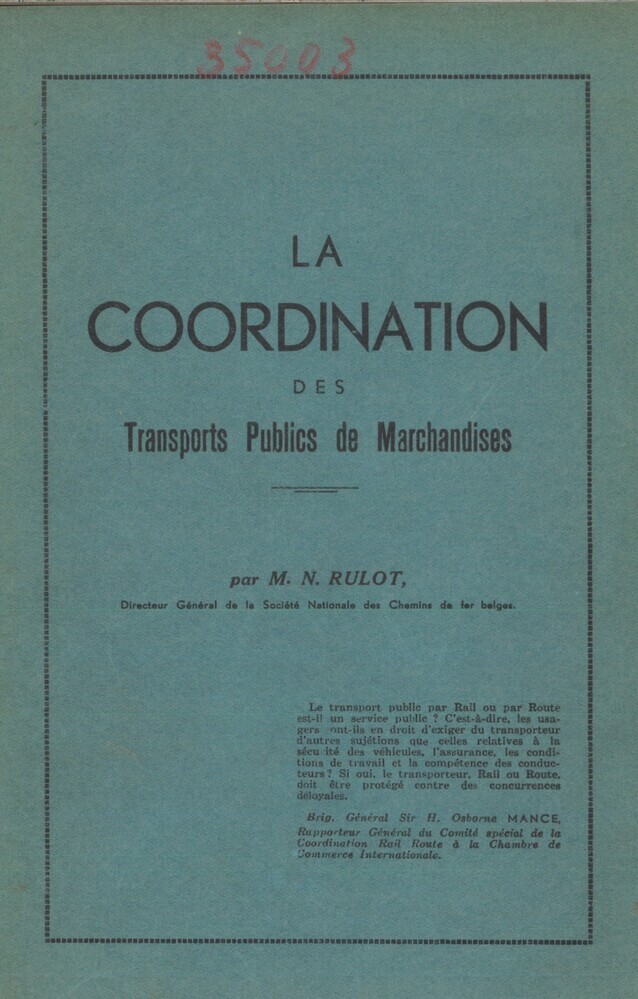 35003
LA
COORDINATION
DES
Transports Publics de Marchandises
par M. N. RULOT,
Directeur Général de la Société Nationale des Chemins de fer belges.
Le transport public par Rail ou par Route
est-il un service public ? C'est-à-dire, les usa-
gers ont-ils en droit d'exiger du transporteur
d'autres sujétions que celles relatives à la
sécu ité des véhicules, l'assurance, les condi-
tions de travail et la compétence des conduc-
teurs ? Si oui, le transporteur, Rail ou Route,
doit être protégé contre des concurrences
déloyales.
Brig. Général Sir H. Osborne MANCE,
Rapporteur Général du Comité spécial de la
Coordination Rail Route à la Chambre de
Commerce Internationale.